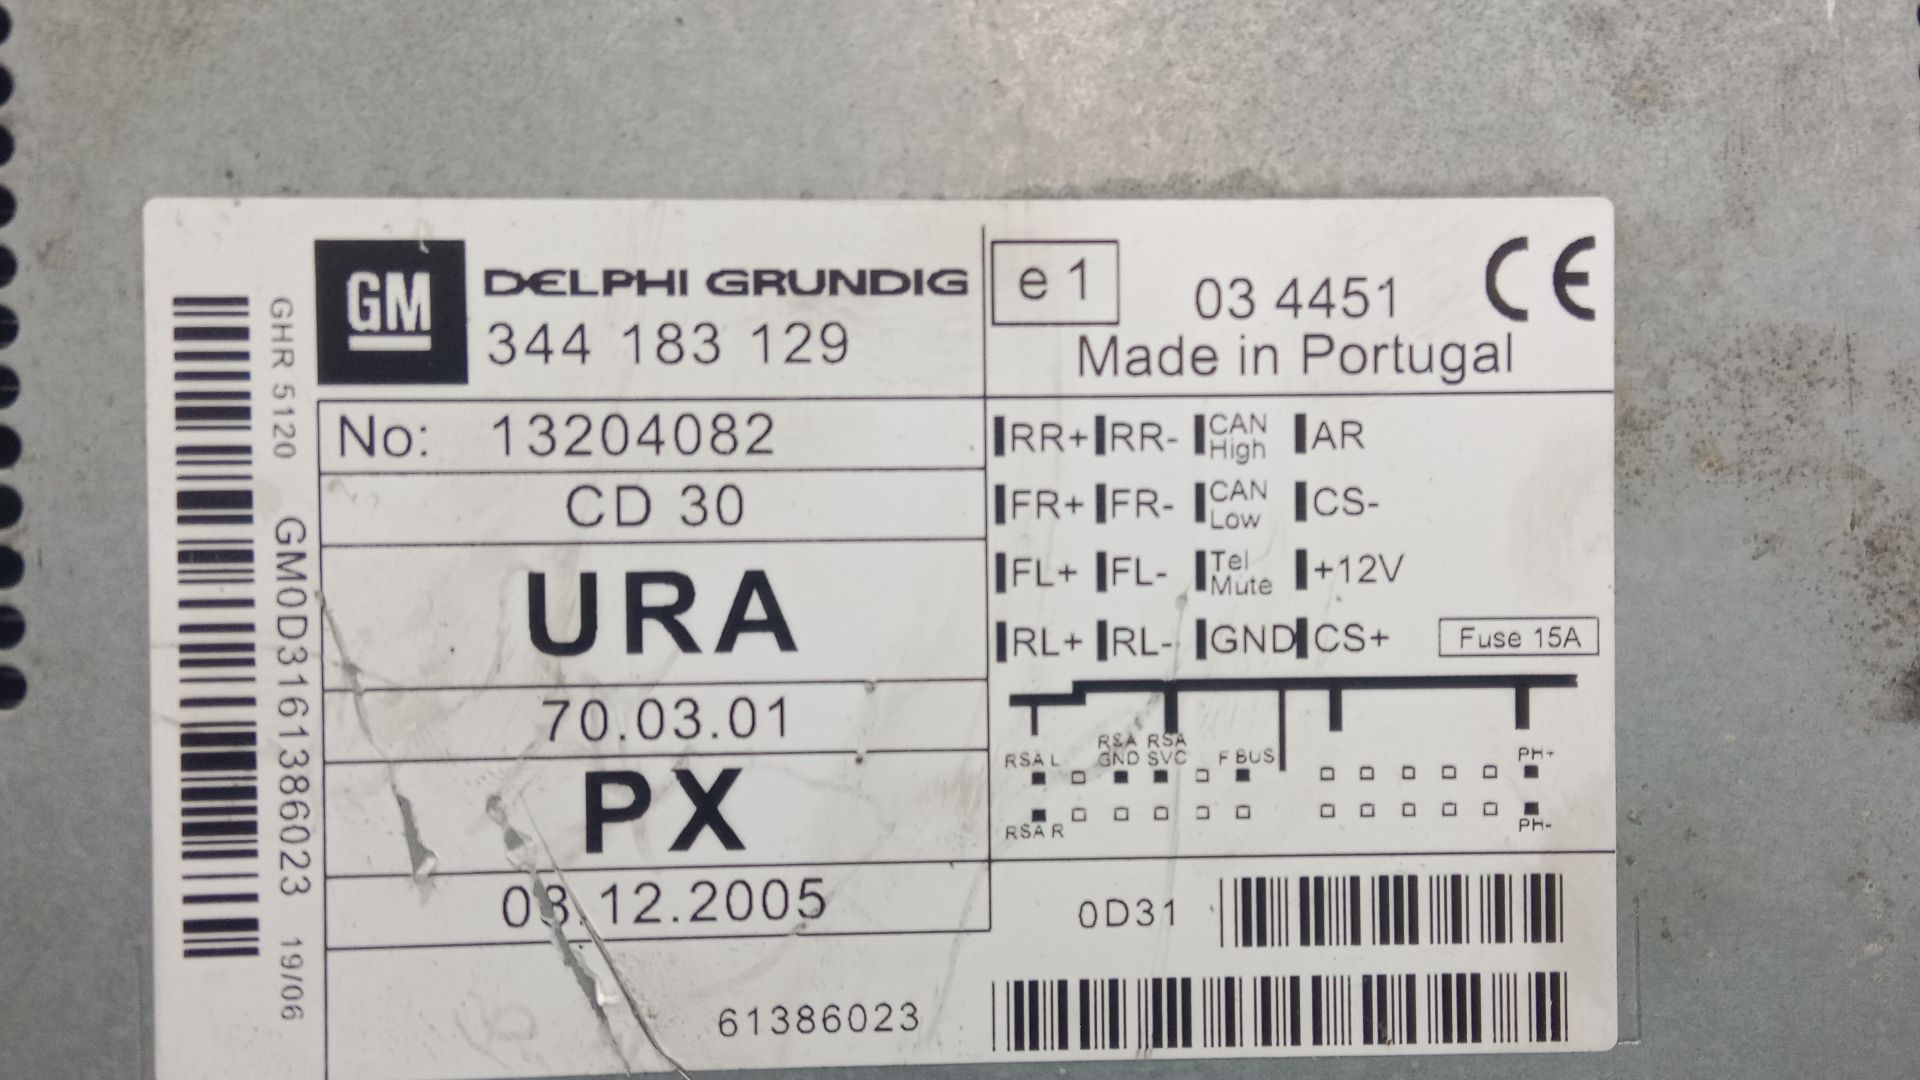 GHR 5120 GM0D3161386023 19/06
GM
DELPHI GRUNDIG
344 183 129
e 1
03 4451
CE
Made in Portugal
No: 13204082
CD 30
URA
70.03.01
PX
08.12.2005
RR+ RR- CAN High AR
FR+ FR- CAN Low CS-
FL+ FL- Tel Mute +12V
RL+ RL- GND CS+
Fuse 15A
RSA L RSA GND RSA SVC F BUS PH+
RSA R PH-
0D31
61386023